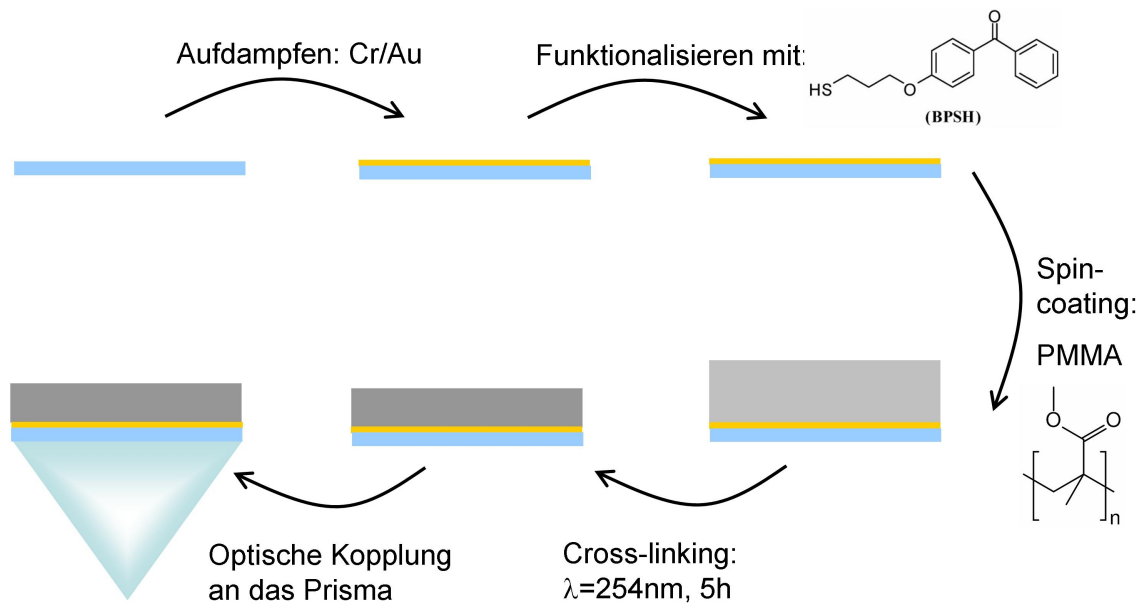 Aufdampfen: Cr/Au
Funktionalisieren mit:
O
HS
O
(BPSH)
Spin-
coating:
PMMA
O
O
n
Cross-linking:
λ=254nm, 5h
Optische Kopplung
an das Prisma